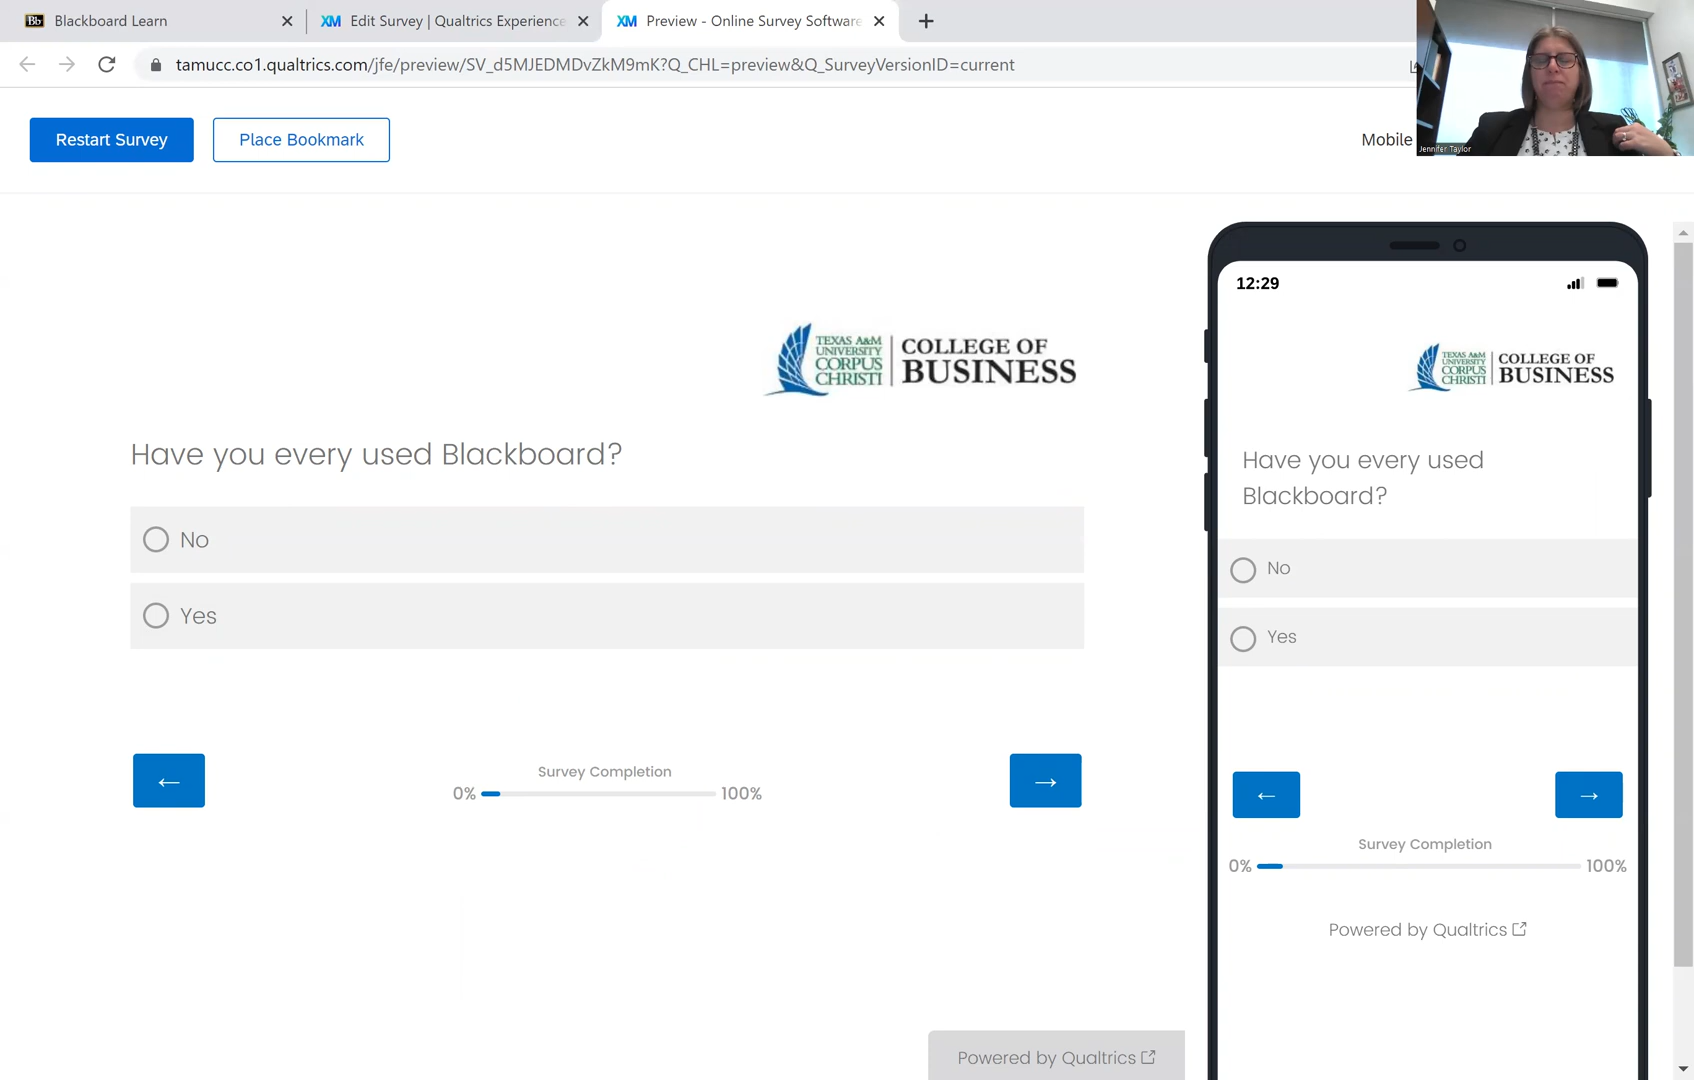 Blackboard Learn
XM Edit Survey | Qualtrics Experience
XM Preview - Online Survey Software
tamucc.co1.qualtrics.com/jfe/preview/SV_d5MJEDMDvZkM9mK?Q_CHL=preview&Q_SurveyVersionID=current
Restart Survey
Place Bookmark
Mobile
Jennifer Taylor
TEXAS A&M
UNIVERSITY
CORPUS
CHRISTI
COLLEGE OF
BUSINESS
Have you every used Blackboard?
No
Yes
←
Survey Completion
0%
100%
→
Powered by Qualtrics
12:29
TEXAS A&M
UNIVERSITY
CORPUS
CHRISTI
COLLEGE OF
BUSINESS
Have you every used
Blackboard?
No
Yes
←
→
Survey Completion
0%
100%
Powered by Qualtrics